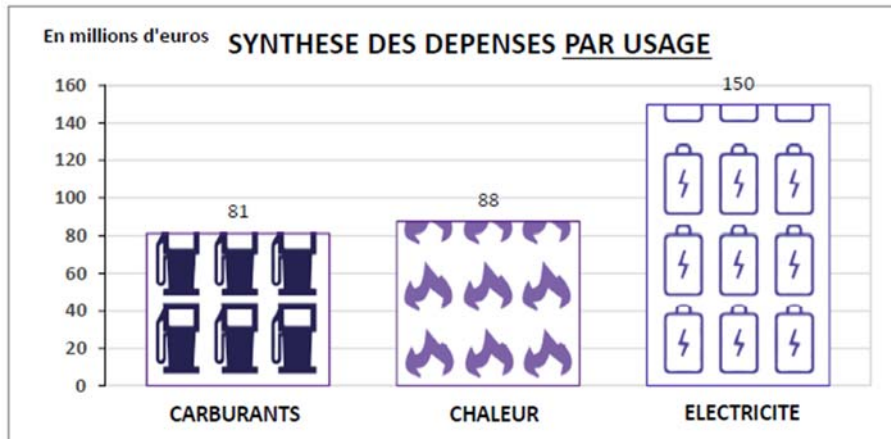 En millions d'euros
SYNTHESE DES DEPENSES PAR USAGE
160
140
120
100
80
60
40
20
0
81
88
150
CARBURANTS
CHALEUR
ELECTRICITE